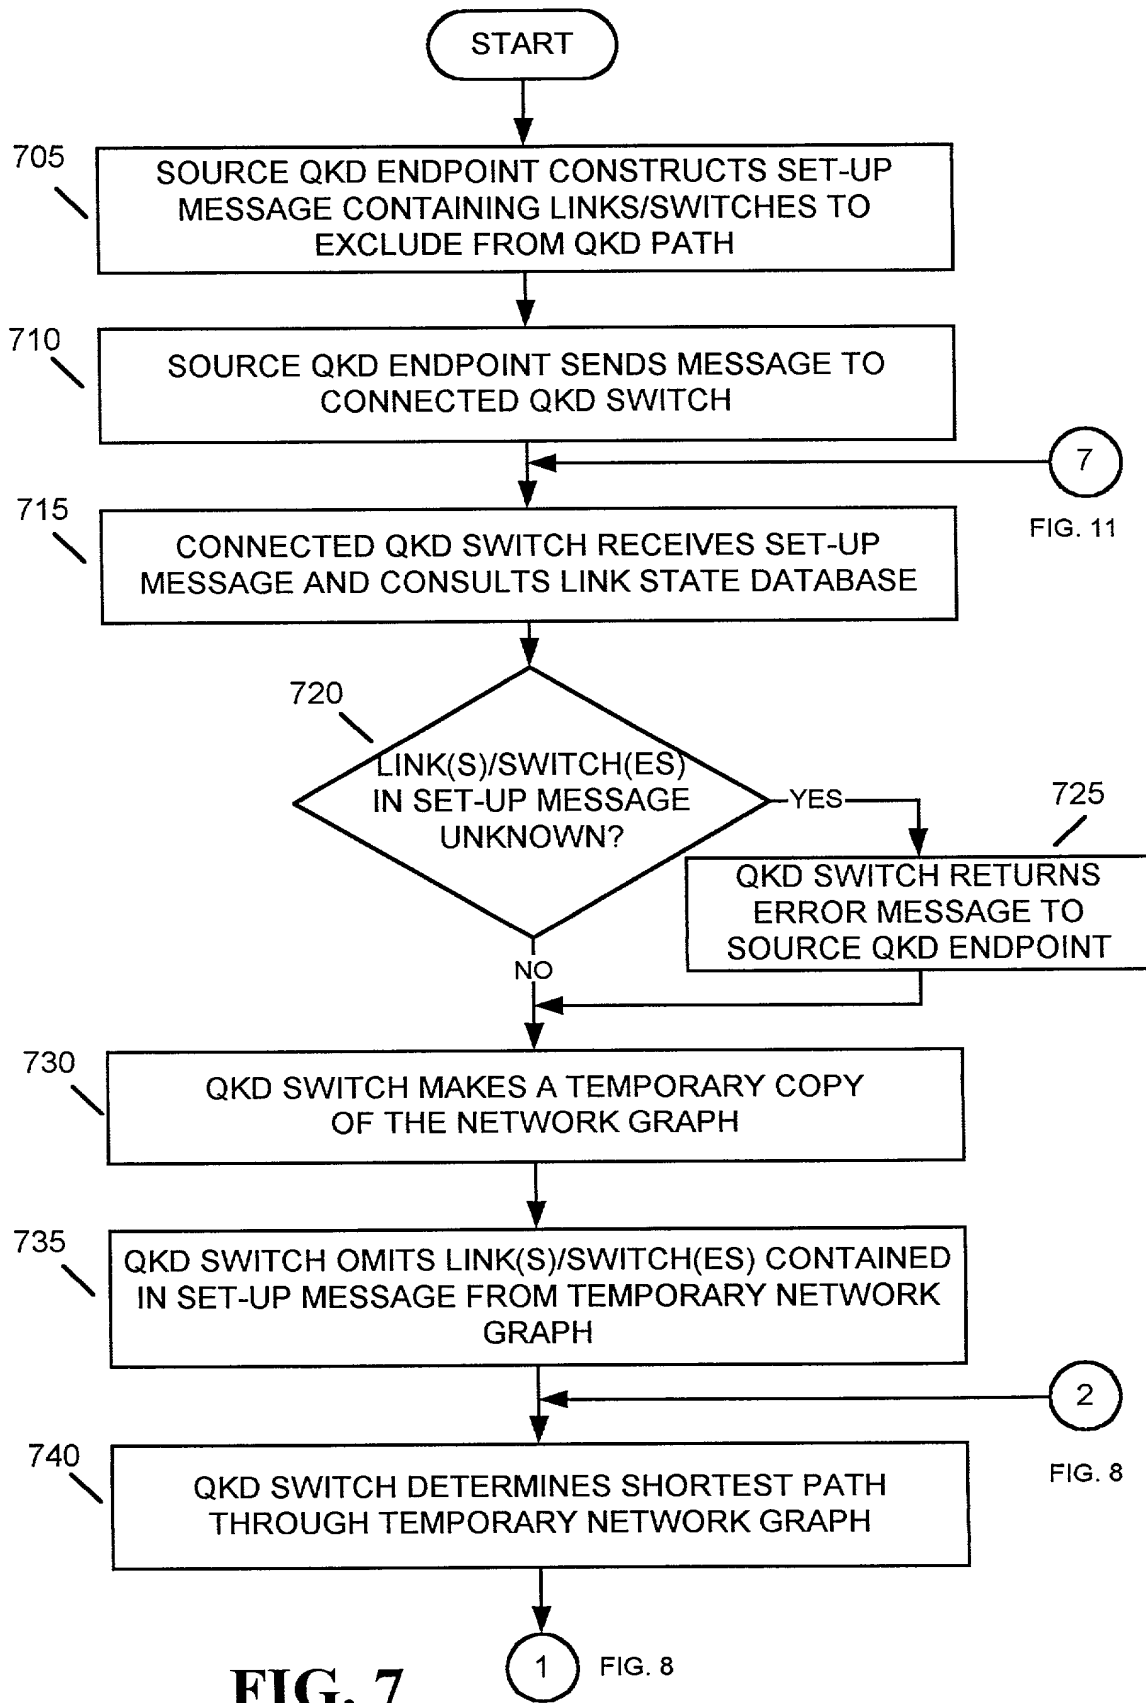 START
705
SOURCE QKD ENDPOINT CONSTRUCTS SET-UP
MESSAGE CONTAINING LINKS/SWITCHES TO
EXCLUDE FROM QKD PATH
710
SOURCE QKD ENDPOINT SENDS MESSAGE TO
CONNECTED QKD SWITCH
7
FIG. 11
715
CONNECTED QKD SWITCH RECEIVES SET-UP
MESSAGE AND CONSULTS LINK STATE DATABASE
720
LINK(S)/SWITCH(ES)
IN SET-UP MESSAGE
UNKNOWN?
YES
725
QKD SWITCH RETURNS
ERROR MESSAGE TO
SOURCE QKD ENDPOINT
NO
730
QKD SWITCH MAKES A TEMPORARY COPY
OF THE NETWORK GRAPH
735
QKD SWITCH OMITS LINK(S)/SWITCH(ES) CONTAINED
IN SET-UP MESSAGE FROM TEMPORARY NETWORK
GRAPH
2
FIG. 8
740
QKD SWITCH DETERMINES SHORTEST PATH
THROUGH TEMPORARY NETWORK GRAPH
1
FIG. 8
FIG. 7